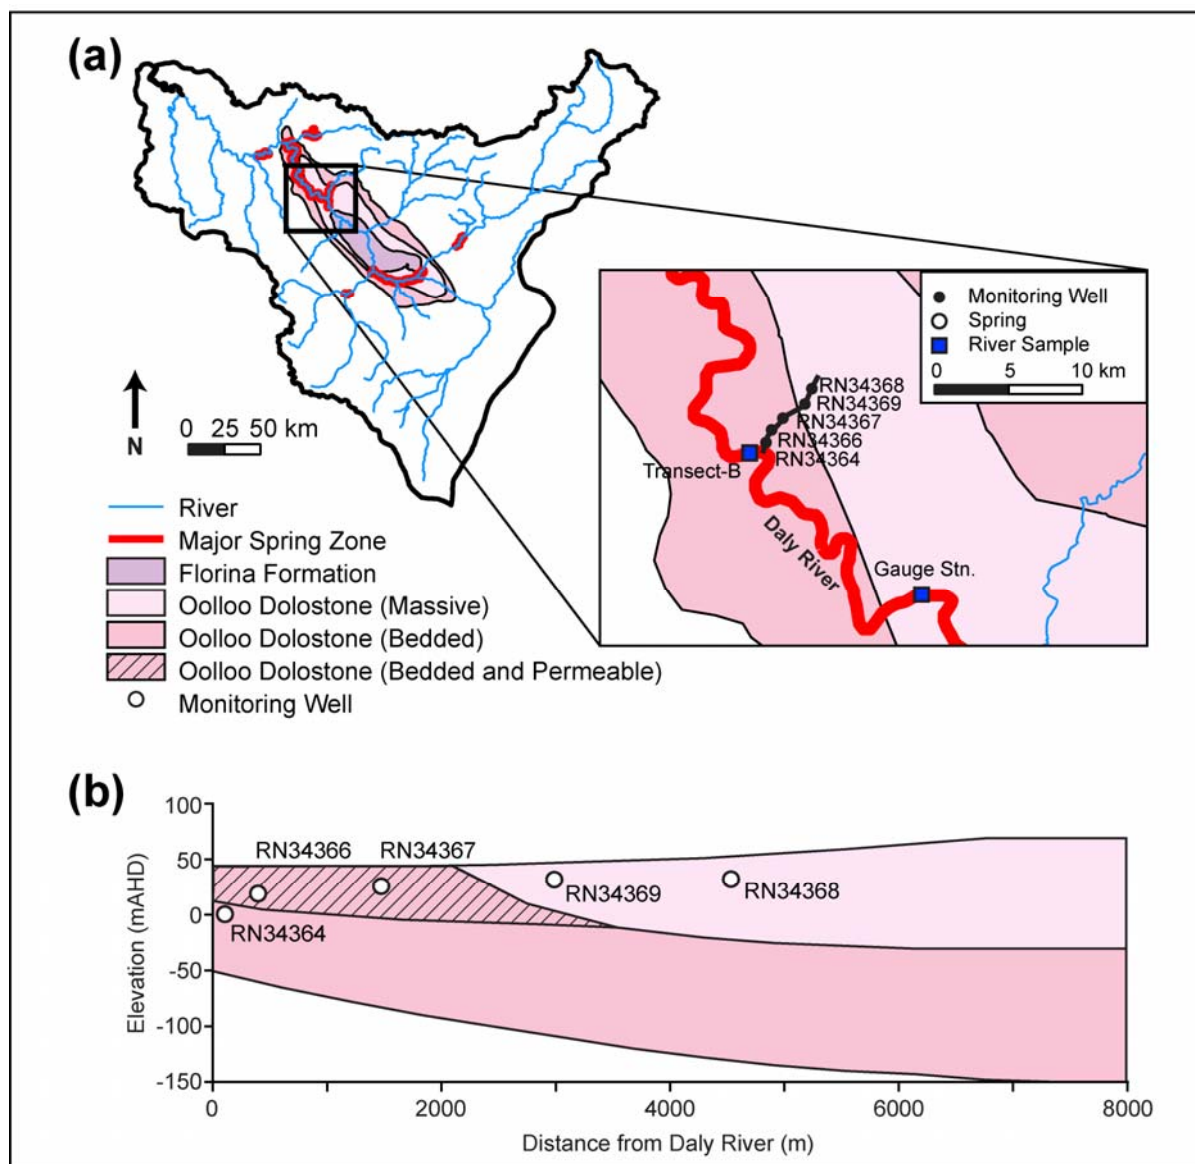 (a)
N
0 25 50 km
River
Major Spring Zone
Florina Formation
Oolloo Dolostone (Massive)
Oolloo Dolostone (Bedded)
Oolloo Dolostone (Bedded and Permeable)
Monitoring Well
Monitoring Well
Spring
River Sample
0 5 10 km
RN34368
RN34369
RN34367
RN34366
RN34364
Transect-B
Daly River
Gauge Stn.
(b)
Elevation (mAHD)
100
50
0
-50
-100
-150
RN34366 RN34367
RN34369
RN34368
RN34364
0 2000 4000 6000 8000
Distance from Daly River (m)